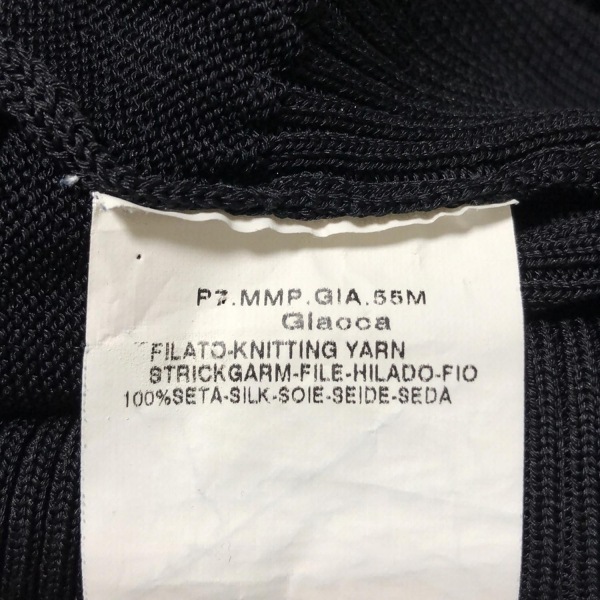 P7.MMP.GIA.55M
Giacca
FILATO-KNITTING YARN
STRICKGARM-FILE-HILADO-FIO
100%SETA-SILK-SOIE-SEIDE-SEDA